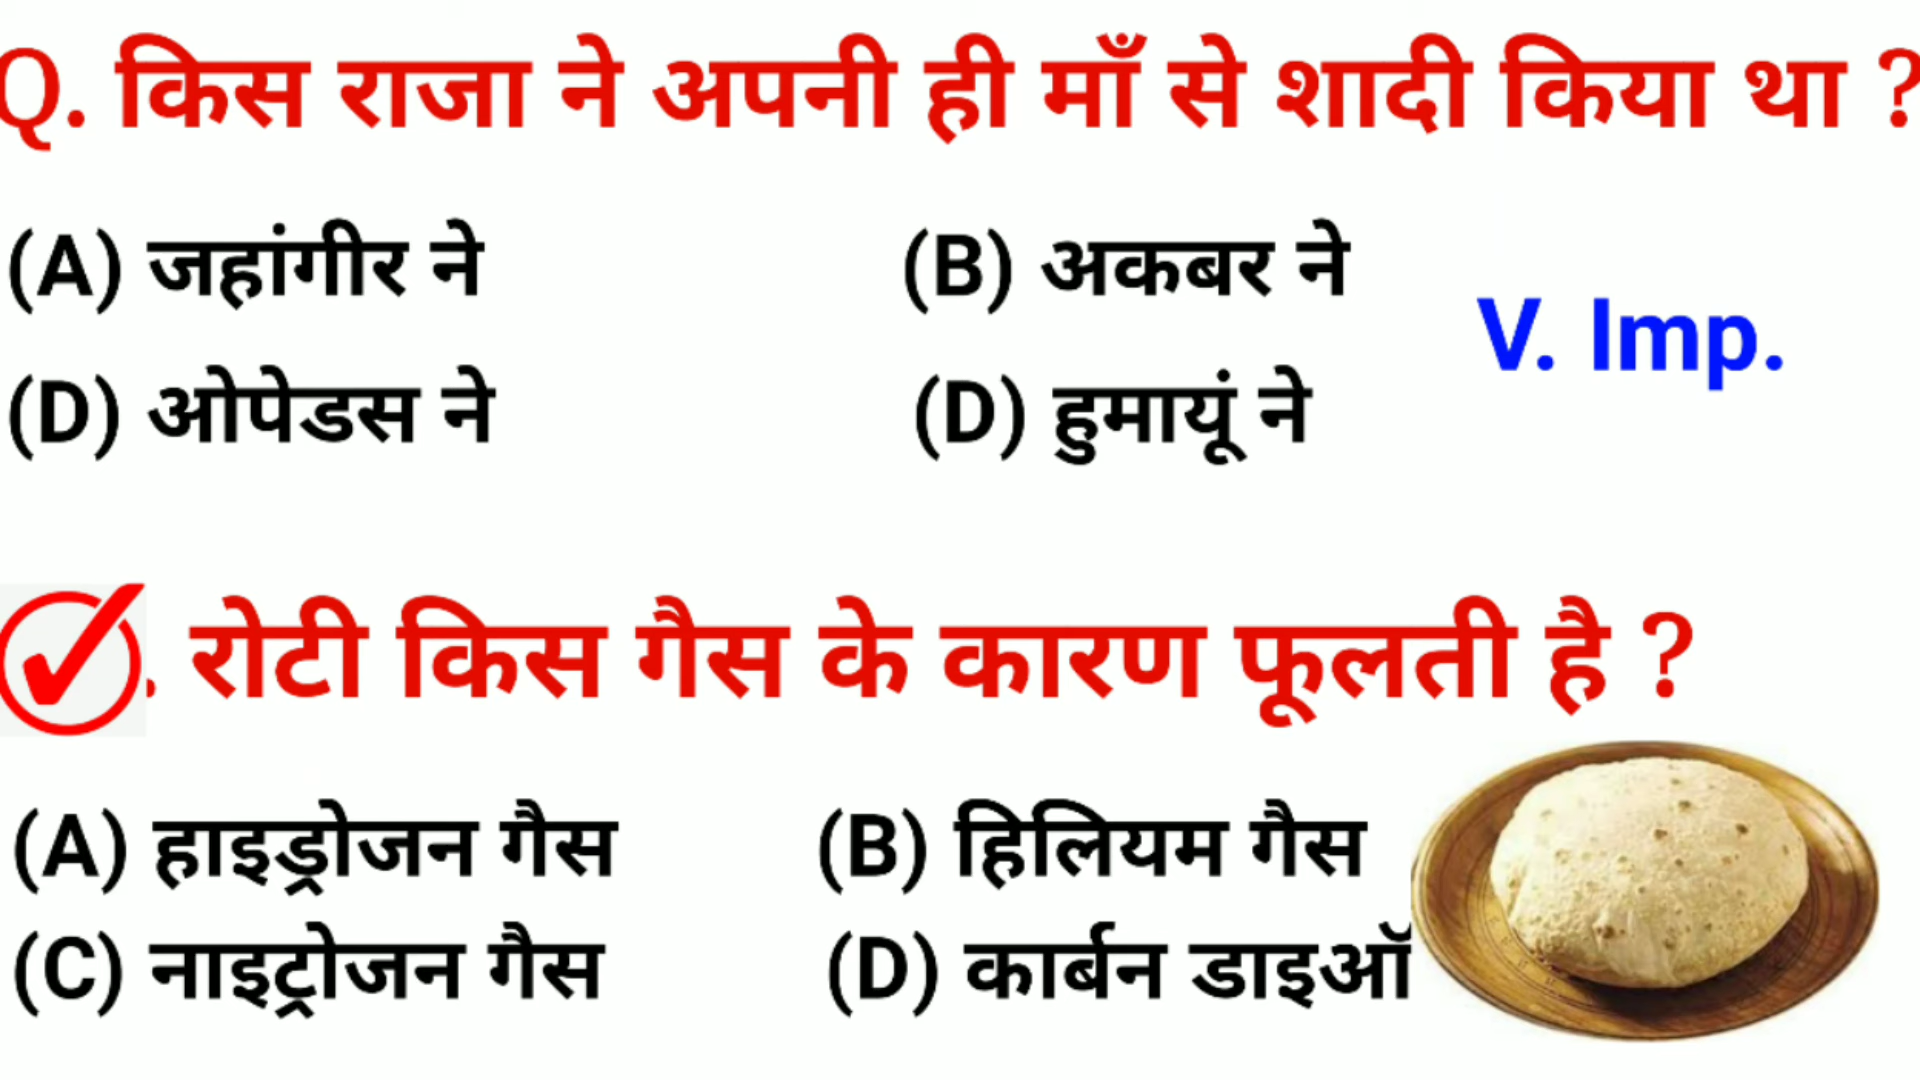 Q. किस राजा ने अपनी ही माँ से शादी किया था ?
(A) जहांगीर ने (B) अकबर ने
V. Imp.
(D) ओपेडस ने (D) हुमायूं ने
. रोटी किस गैस के कारण फूलती है ?
(A) हाइड्रोजन गैस (B) हिलियम गैस
(C) नाइट्रोजन गैस (D) कार्बन डाइऑ